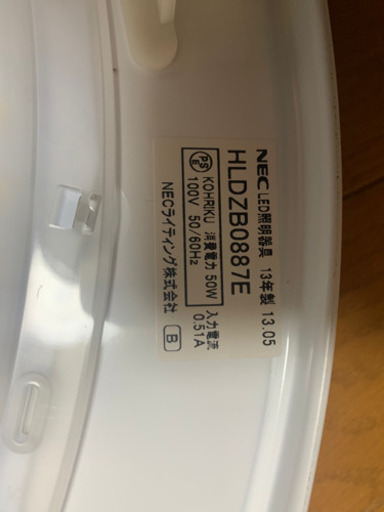 NEC LED照明器具 13年製 13.05
HLDZB0887E
PS
E
KOHRIKU 消費電力 50W 入力電流
100V 50/60Hz 0.51A
NECライティング株式会社 B